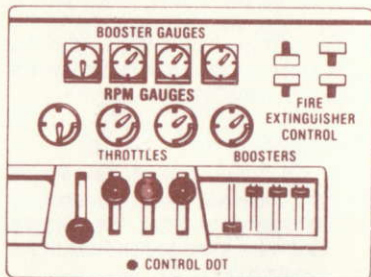 BOOSTER GAUGES
RPM GAUGES
FIRE
EXTINGUISHER
CONTROL
THROTTLES BOOSTERS
CONTROL DOT